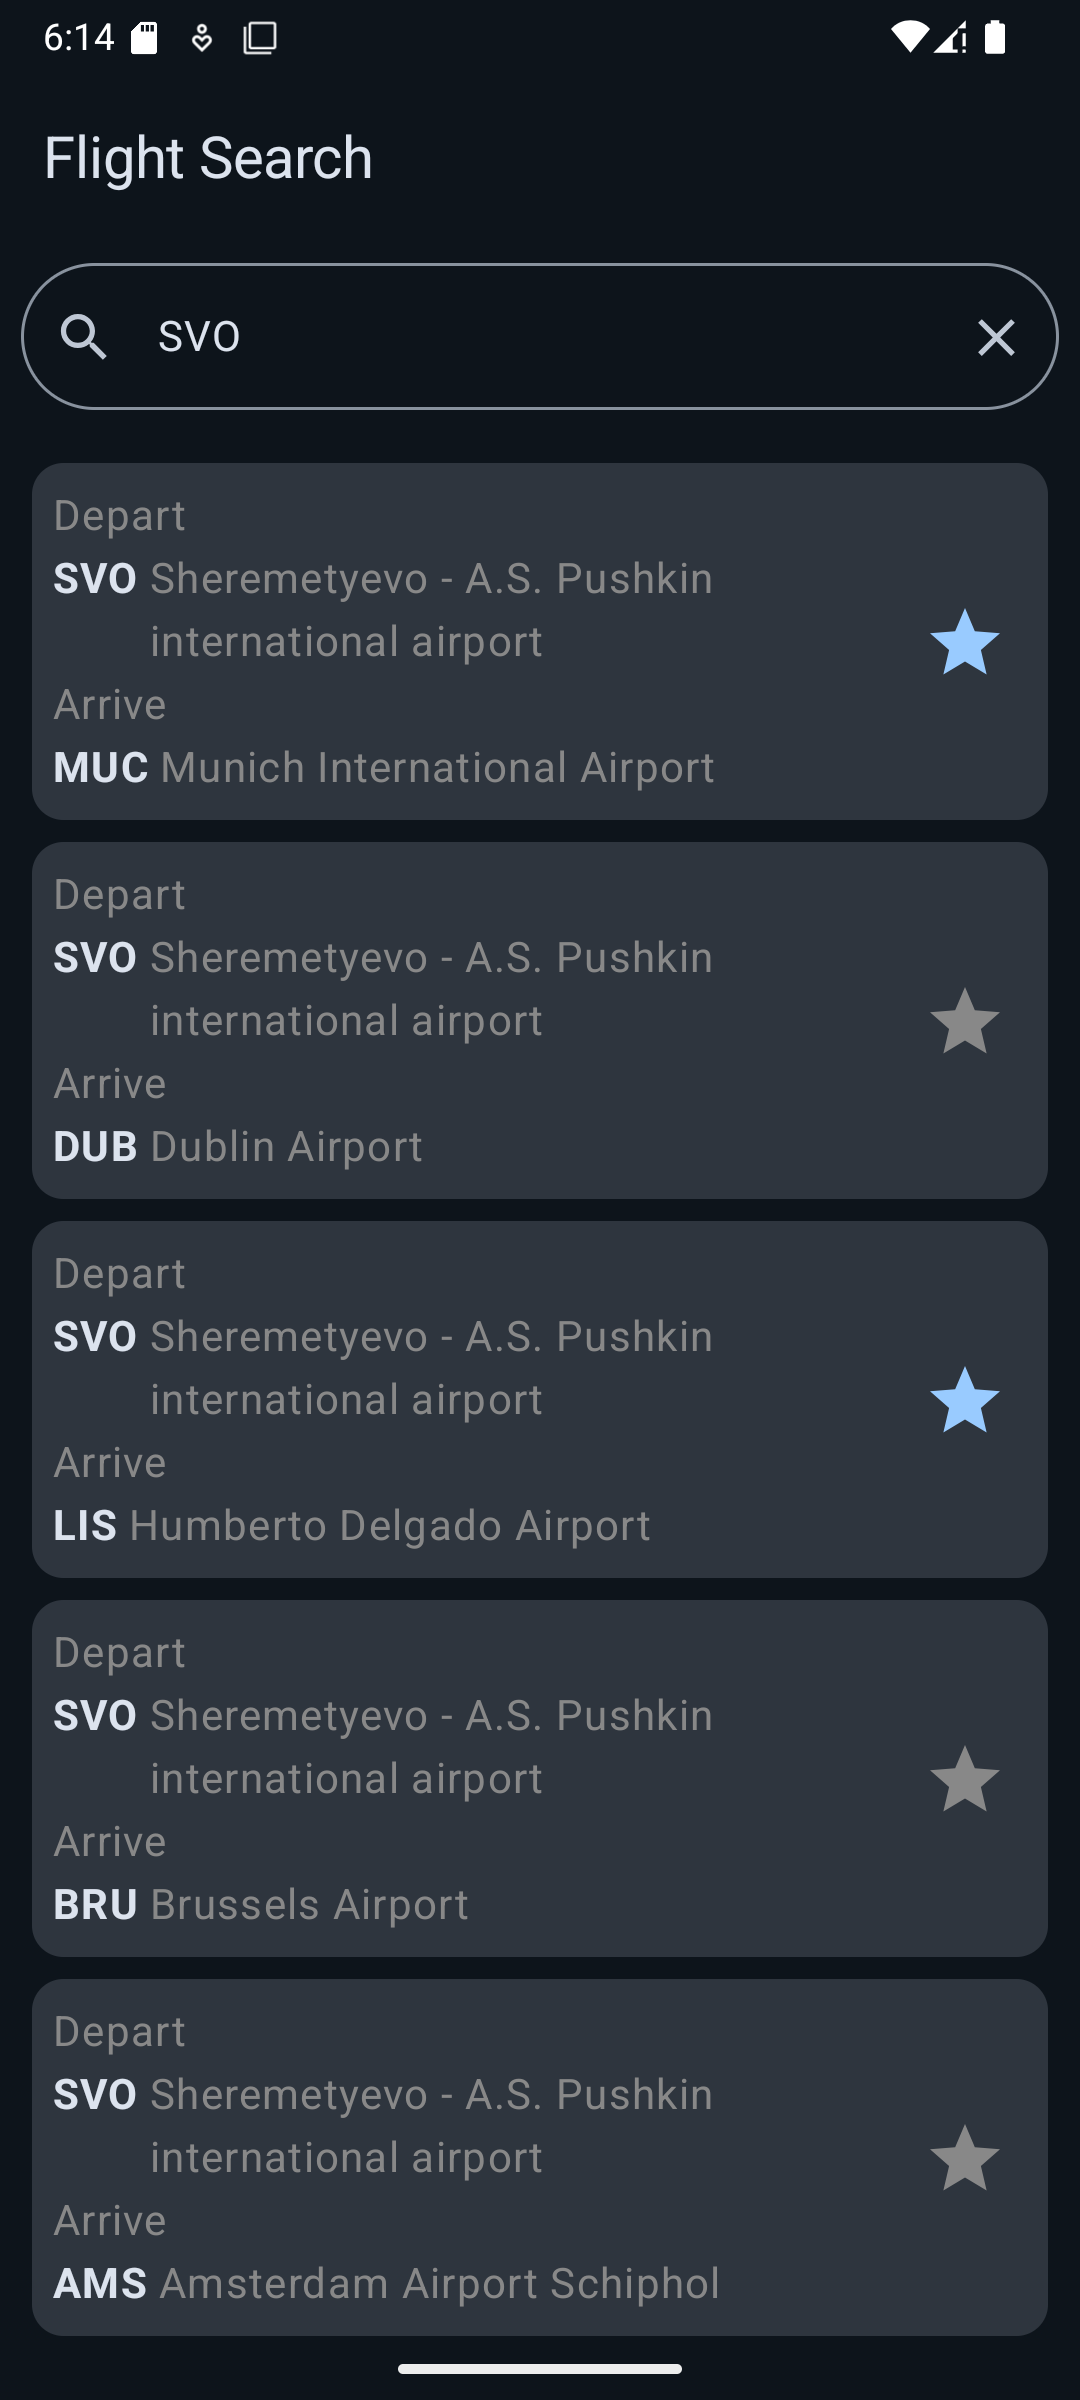 6:14
Flight Search
SVO
Depart
SVO Sheremetyevo - A.S. Pushkin
international airport
Arrive
MUC Munich International Airport
Depart
SVO Sheremetyevo - A.S. Pushkin
international airport
Arrive
DUB Dublin Airport
Depart
SVO Sheremetyevo - A.S. Pushkin
international airport
Arrive
LIS Humberto Delgado Airport
Depart
SVO Sheremetyevo - A.S. Pushkin
international airport
Arrive
BRU Brussels Airport
Depart
SVO Sheremetyevo - A.S. Pushkin
international airport
Arrive
AMS Amsterdam Airport Schiphol